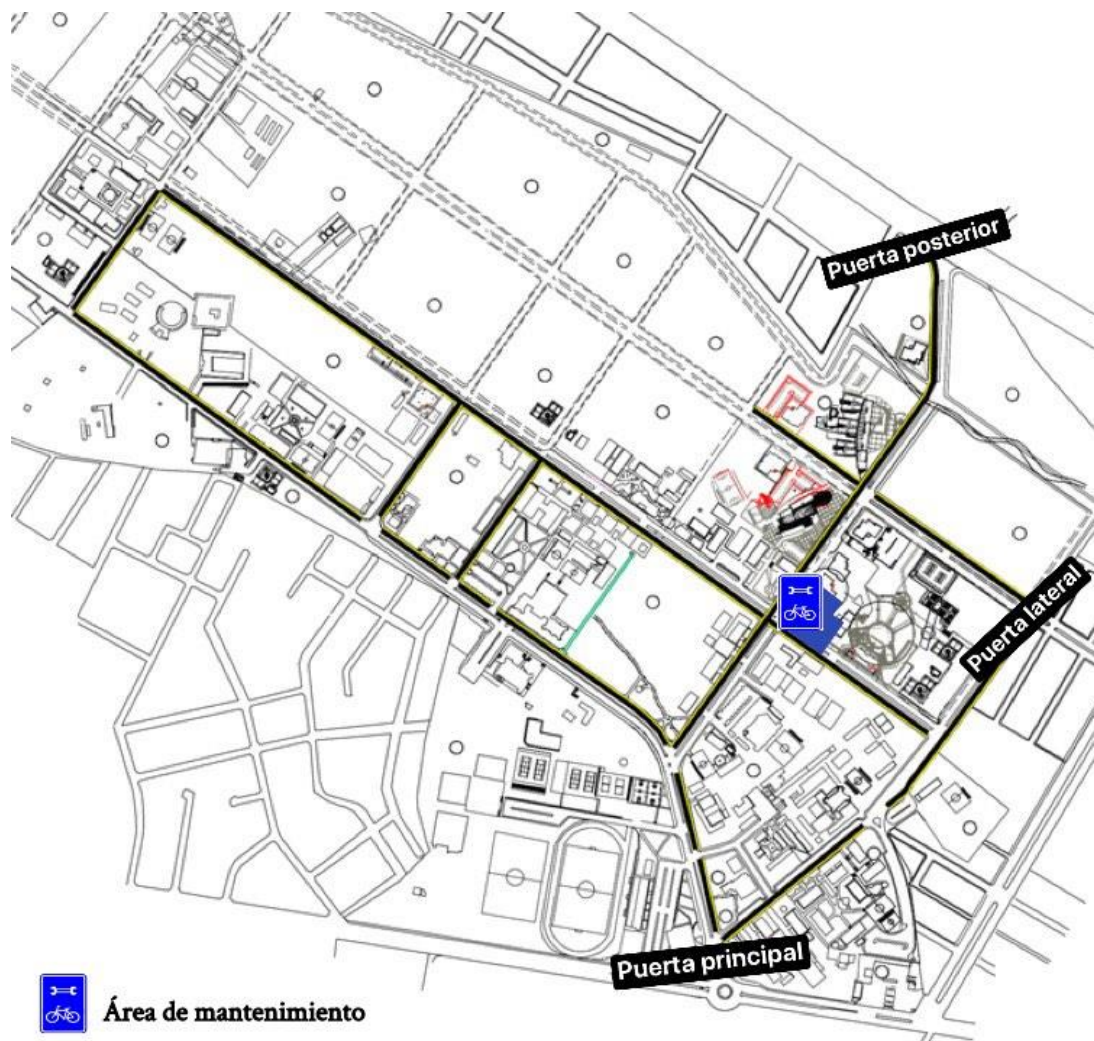 Puerta posterior
Puerta lateral
Puerta principal
Área de mantenimiento